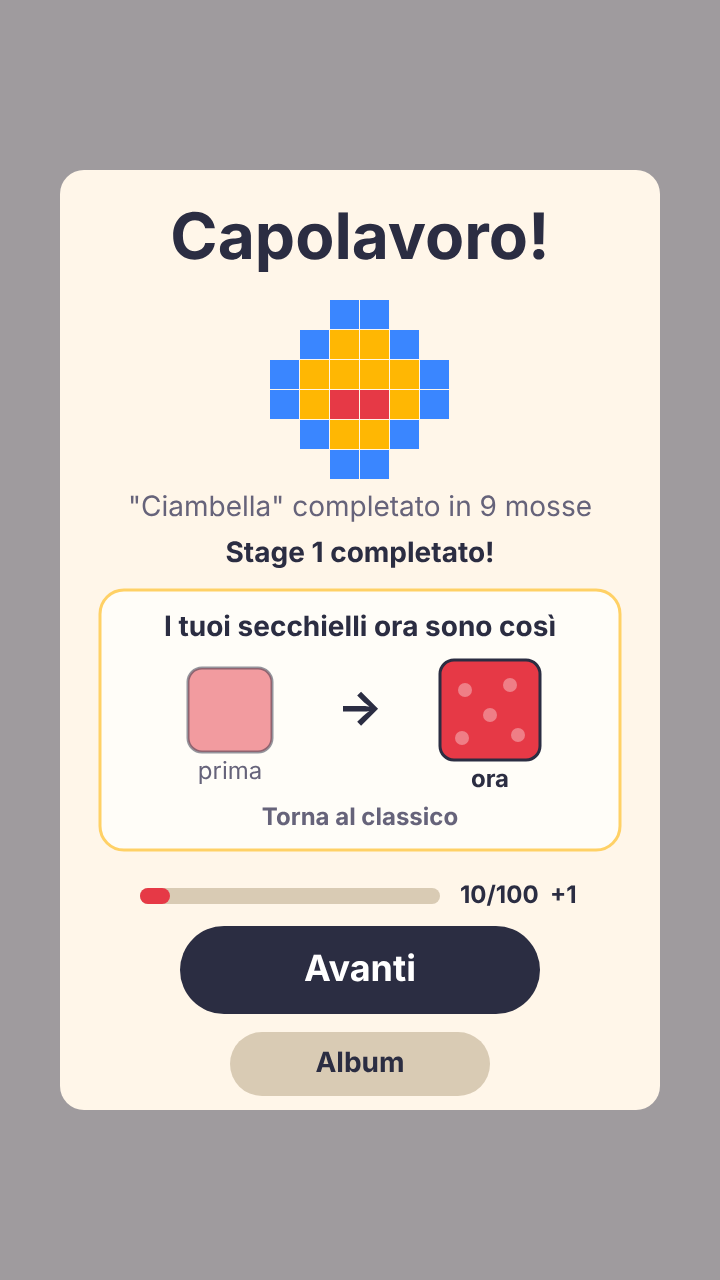 Capolavoro!
"Ciambella" completato in 9 mosse
Stage 1 completato!
I tuoi secchielli ora sono così
→
prima
ora
Torna al classico
10/100 +1
Avanti
Album